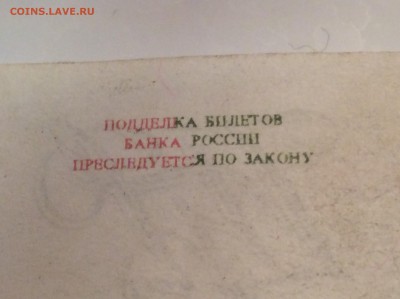 COINS.LAVE.RU
ПОДДЕЛКА БИЛЕТОВ
БАНКА РОССИИ
ПРЕСЛЕДУЕТСЯ ПО ЗАКОНУ